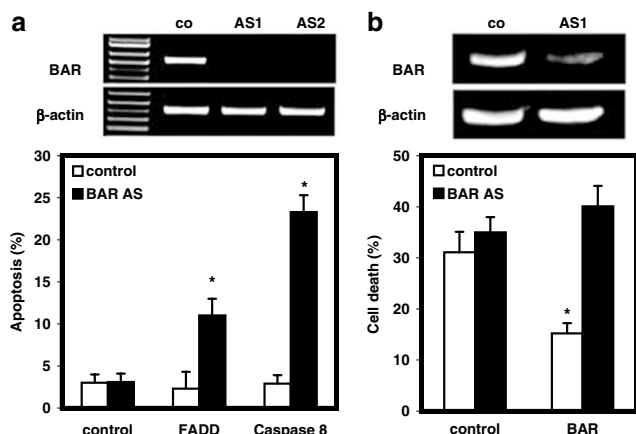 a
co AS1 AS2
BAR
β-actin
30
25
20
15
10
5
0
Apoptosis (%)
control
BAR AS
*
*
control FADD Caspase 8
b
co AS1
BAR
β-actin
50
40
30
20
10
0
Cell death (%)
control
BAR AS
*
control BAR